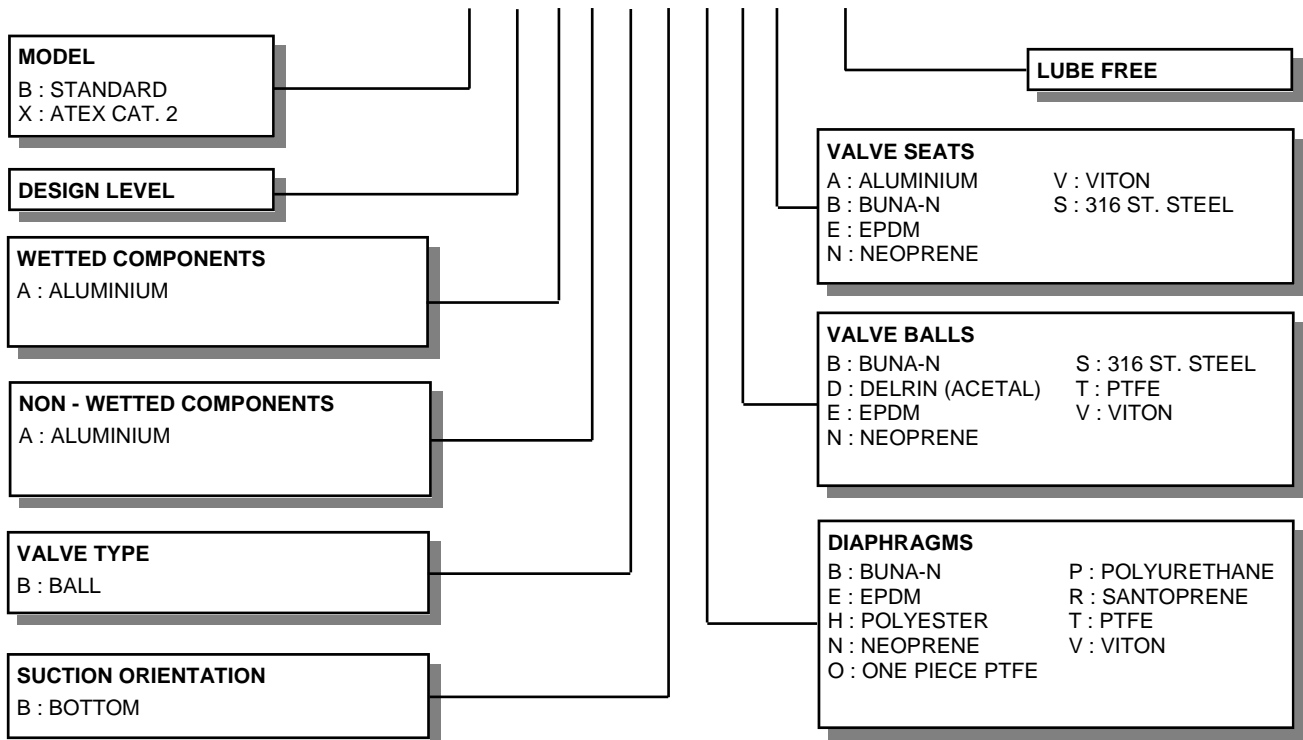 MODEL
B : STANDARD
X : ATEX CAT. 2
DESIGN LEVEL
WETTED COMPONENTS
A : ALUMINIUM
NON - WETTED COMPONENTS
A : ALUMINIUM
VALVE TYPE
B : BALL
SUCTION ORIENTATION
B : BOTTOM
LUBE FREE
VALVE SEATS
A : ALUMINIUM V : VITON
B : BUNA-N S : 316 ST. STEEL
E : EPDM
N : NEOPRENE
VALVE BALLS
B : BUNA-N S : 316 ST. STEEL
D : DELRIN (ACETAL) T : PTFE
E : EPDM V : VITON
N : NEOPRENE
DIAPHRAGMS
B : BUNA-N P : POLYURETHANE
E : EPDM R : SANTOPRENE
H : POLYESTER T : PTFE
N : NEOPRENE V : VITON
O : ONE PIECE PTFE